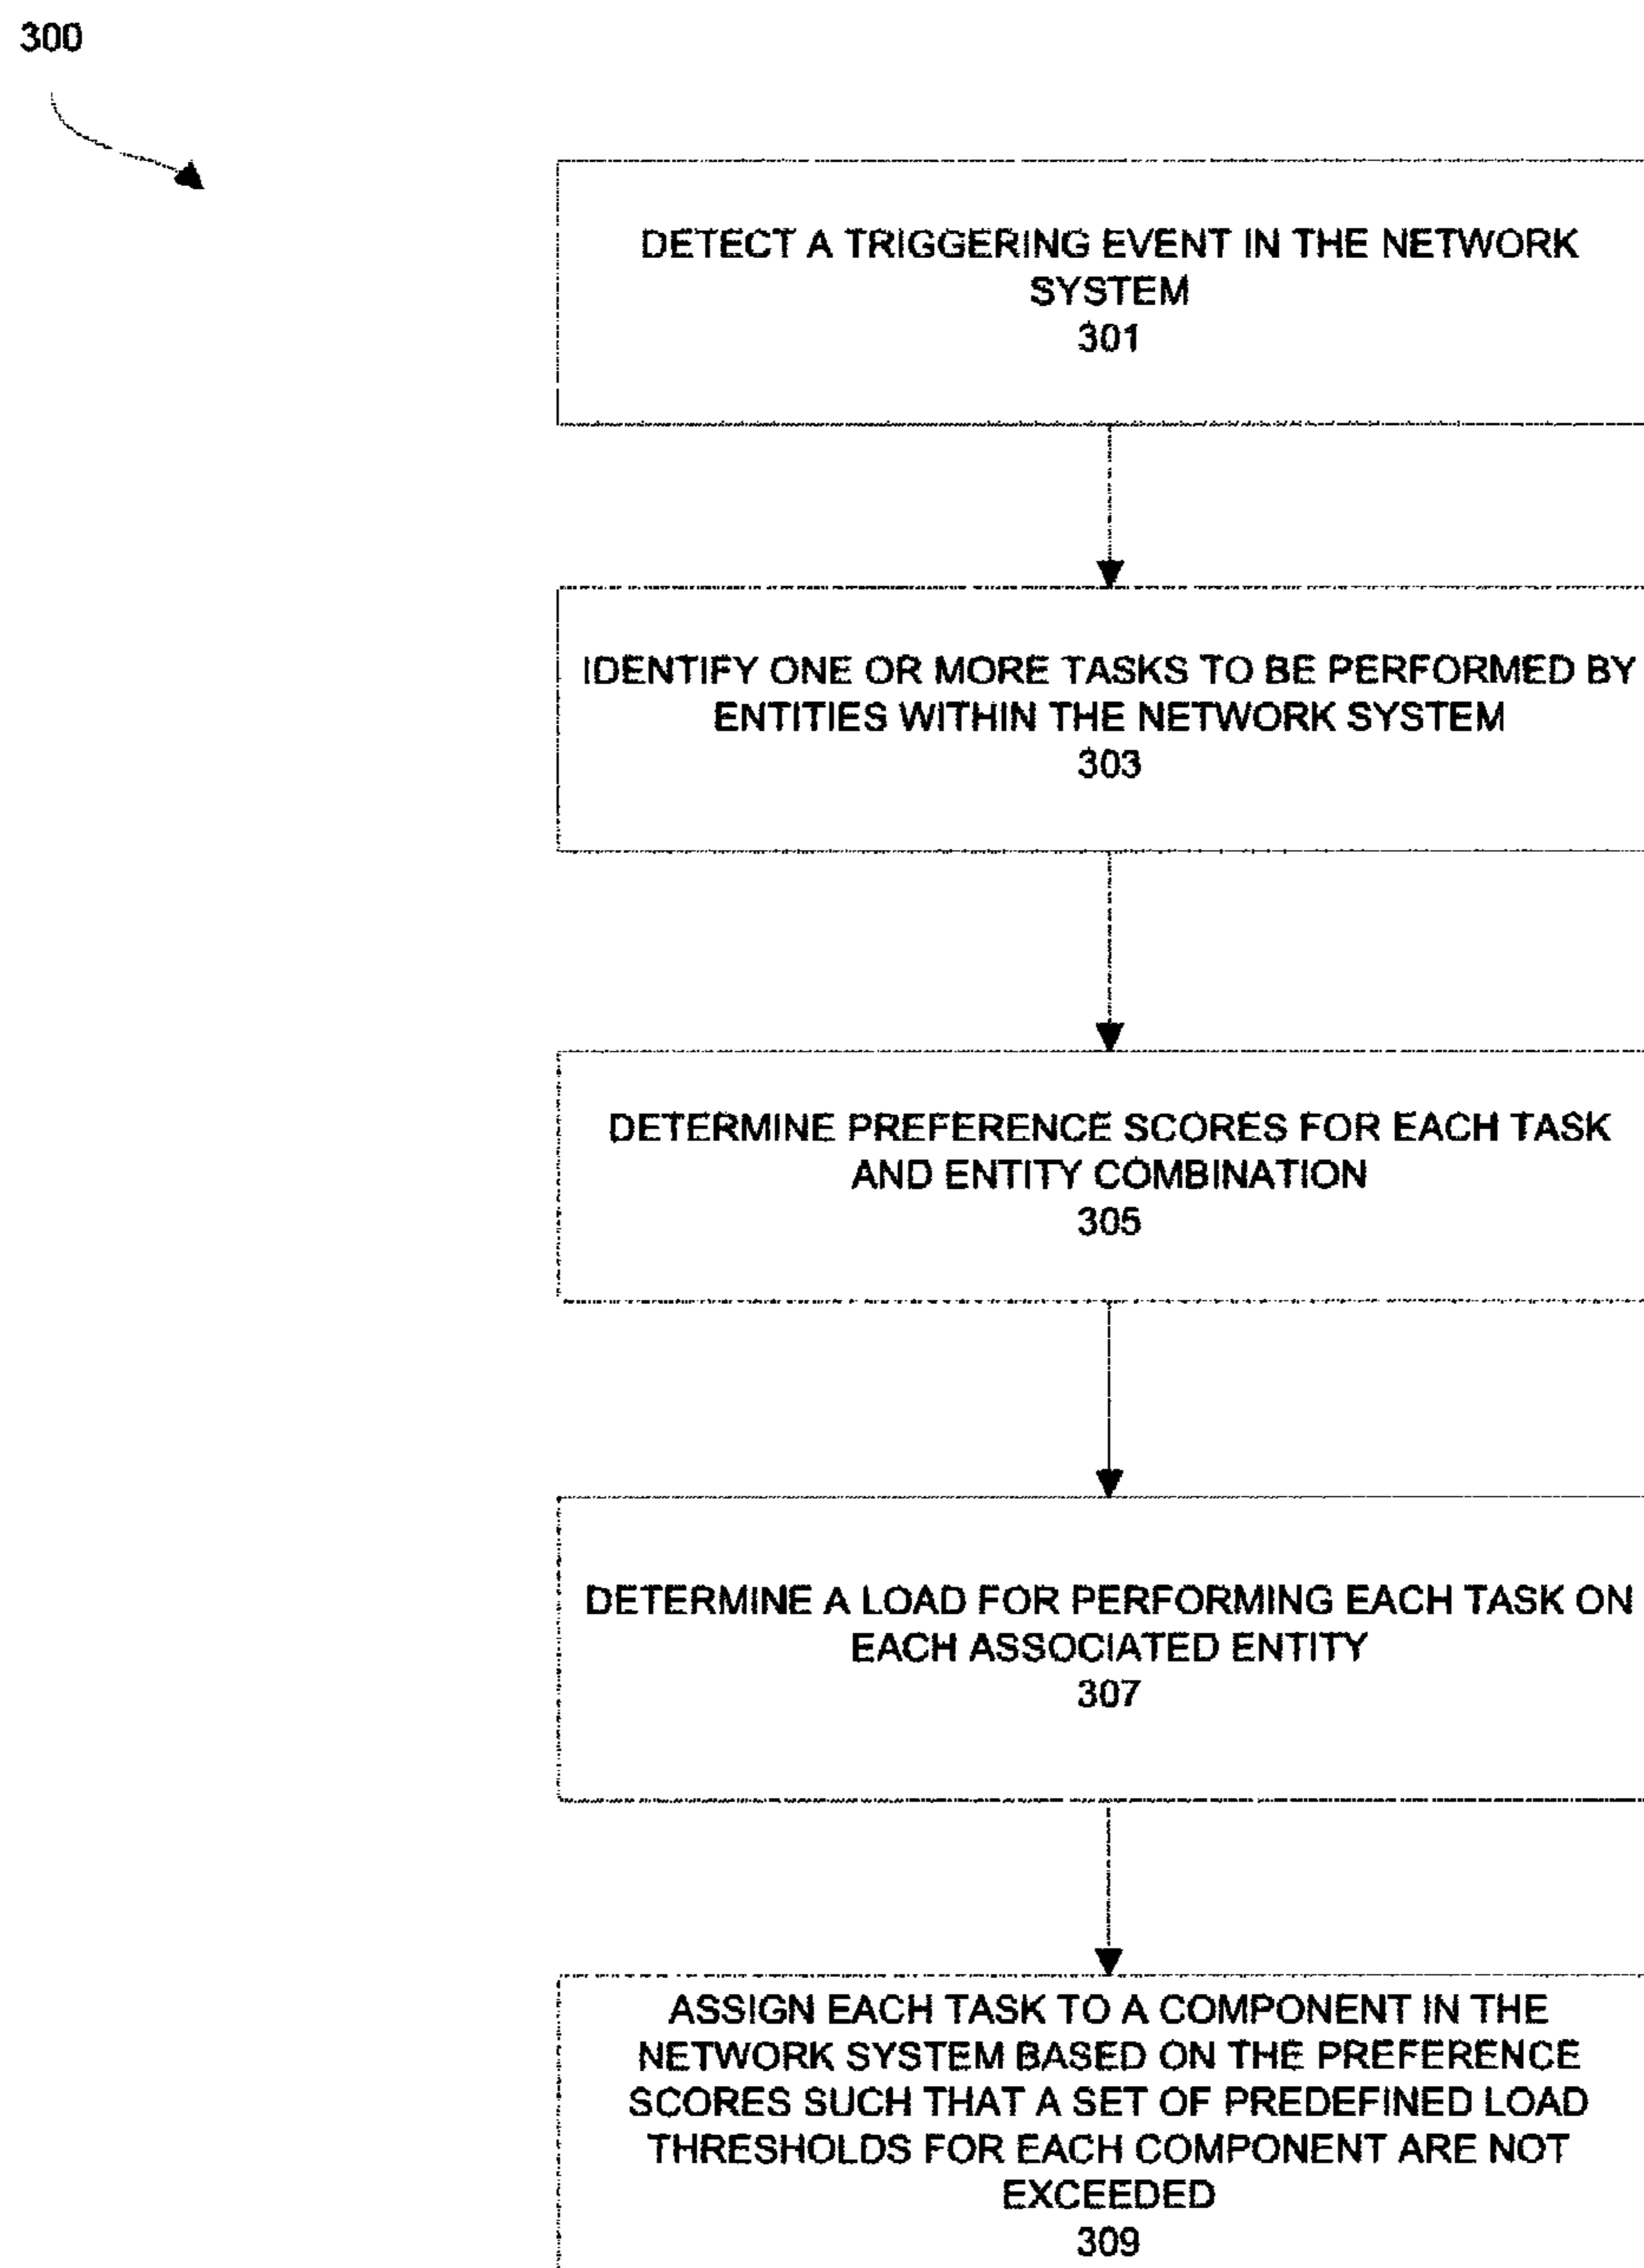 300
DETECT A TRIGGERING EVENT IN THE NETWORK
SYSTEM
301
IDENTIFY ONE OR MORE TASKS TO BE PERFORMED BY
ENTITIES WITHIN THE NETWORK SYSTEM
303
DETERMINE PREFERENCE SCORES FOR EACH TASK
AND ENTITY COMBINATION
305
DETERMINE A LOAD FOR PERFORMING EACH TASK ON
EACH ASSOCIATED ENTITY
307
ASSIGN EACH TASK TO A COMPONENT IN THE
NETWORK SYSTEM BASED ON THE PREFERENCE
SCORES SUCH THAT A SET OF PREDEFINED LOAD
THRESHOLDS FOR EACH COMPONENT ARE NOT
EXCEEDED
309